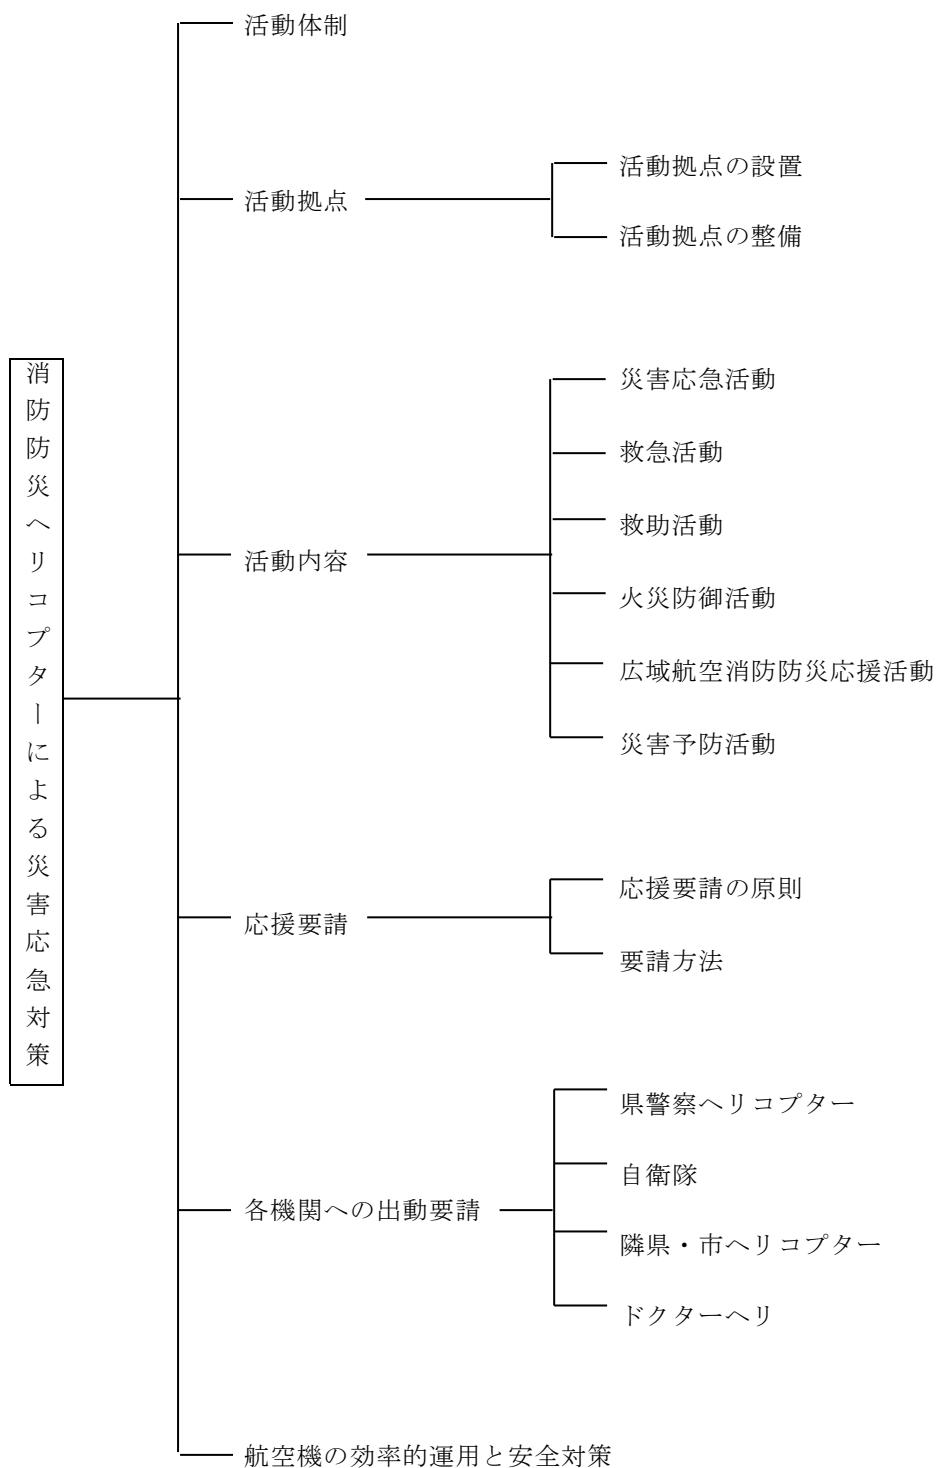 消防防災ヘリコプターによる災害応急対策
活動体制
活動拠点
活動拠点の設置
活動拠点の整備
活動内容
災害応急活動
救急活動
救助活動
火災防御活動
広域航空消防防災応援活動
災害予防活動
応援要請
応援要請の原則
要請方法
各機関への出動要請
県警察ヘリコプター
自衛隊
隣県・市ヘリコプター
ドクターヘリ
航空機の効率的運用と安全対策